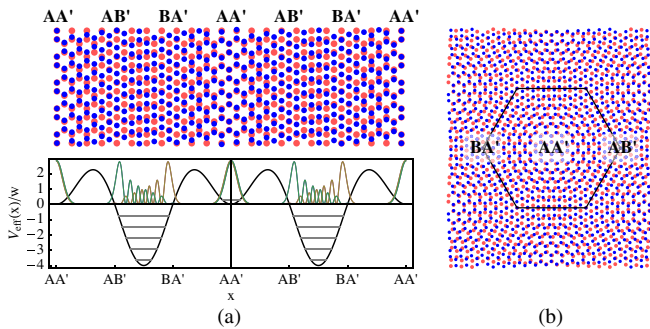 AA' AB' BA' AA' AB' BA' AA'
V_eff(x)/w
2
1
0
−1
−2
−3
−4
AA' AB' BA' AA' AB' BA' AA'
x
(a)
BA' AA' AB'
(b)